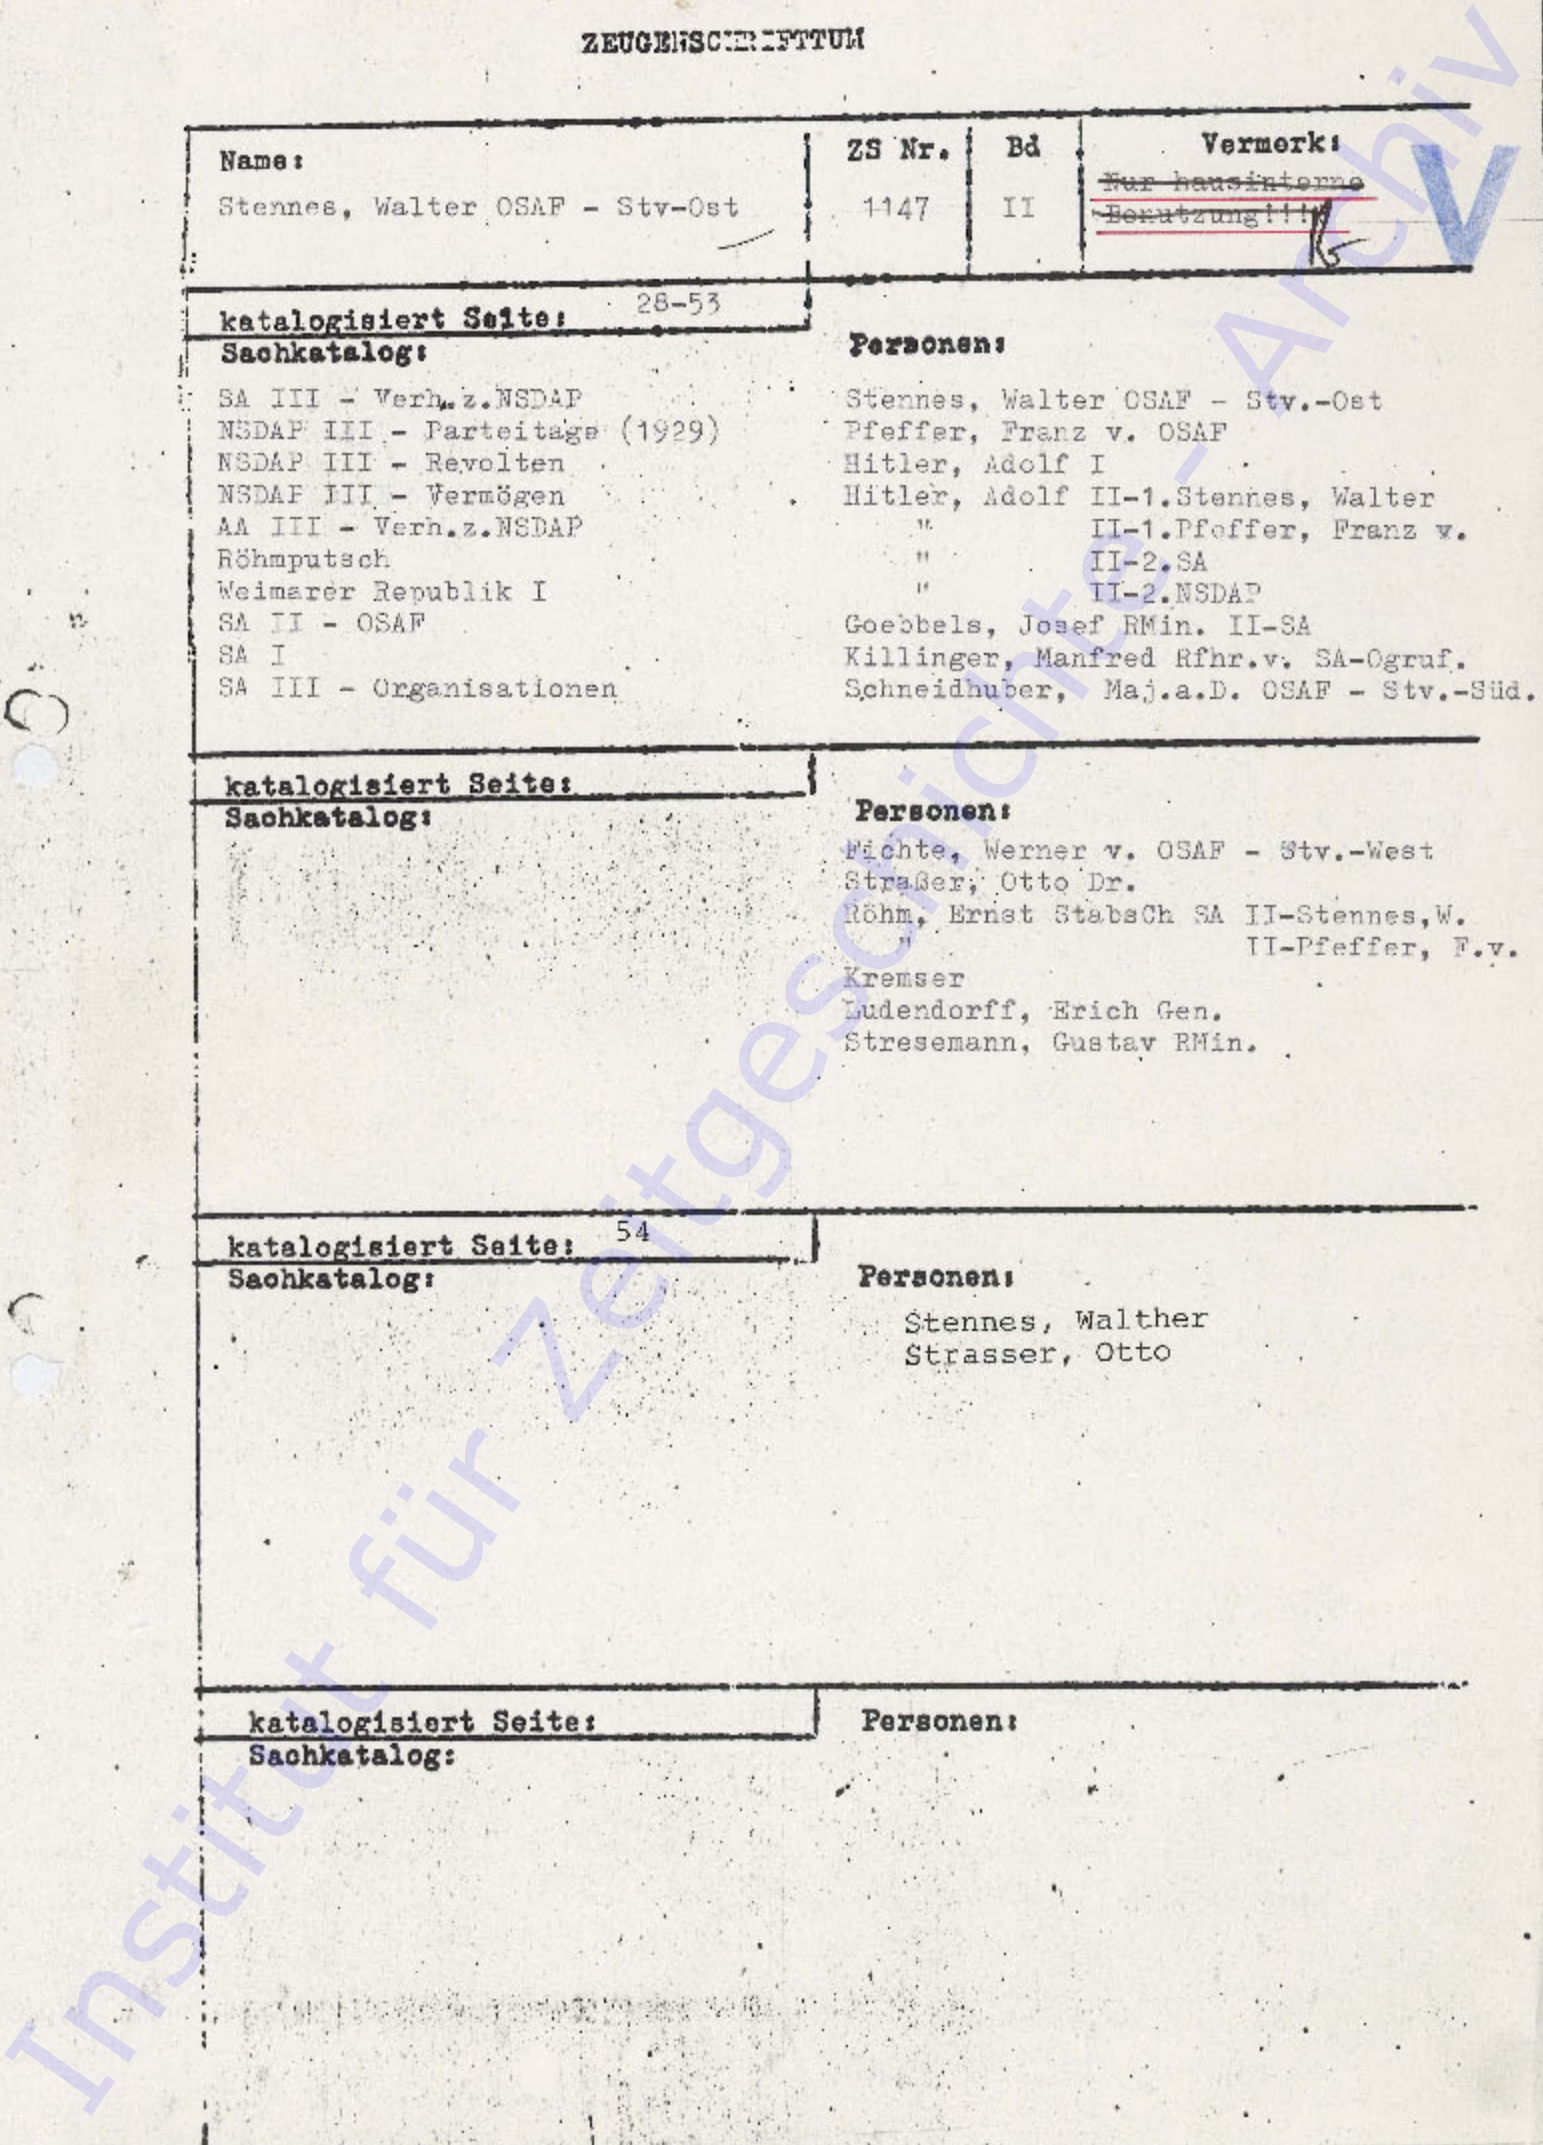 ZEUGENSCHRIFTTUM
Name:
Stennes, Walter OSAF - Stv-Ost
ZS Nr.
1147
Bd
II
Vermerk:
Nur hausinterne
Benutzung!!!!
V
katalogisiert Seite: 28-53
Sachkatalog:
SA III - Verh. z.NSDAP
NSDAP III - Parteitage (1929)
NSDAP III - Revolten
NSDAP III - Vermögen
AA III - Verh.z.NSDAP
Röhmputsch
Weimarer Republik I
SA II - OSAF
SA I
SA III - Organisationen
Personen:
Stennes, Walter OSAF - Stv.-Ost
Pfeffer, Franz v. OSAF
Hitler, Adolf I
Hitler, Adolf II-1.Stennes, Walter
" II-1.Pfeffer, Franz v.
" II-2.SA
" II-2.NSDAP
Goebbels, Josef RMin. II-SA
Killinger, Manfred Rfhr.v. SA-Ogruf.
Schneidhuber, Maj.a.D. OSAF - Stv.-Süd.
katalogisiert Seite:
Sachkatalog:
Personen:
Fichte, Werner v. OSAF - Stv.-West
Straßer, Otto Dr.
Röhm, Ernst StabsCh SA II-Stennes,W.
" II-Pfeffer, F.v.
Kremser
Ludendorff, Erich Gen.
Stresemann, Gustav RMin.
katalogisiert Seite: 54
Sachkatalog:
Personen:
Stennes, Walther
Strasser, Otto
katalogisiert Seite:
Sachkatalog:
Personen:
Institut für Zeitgeschichte - Archiv